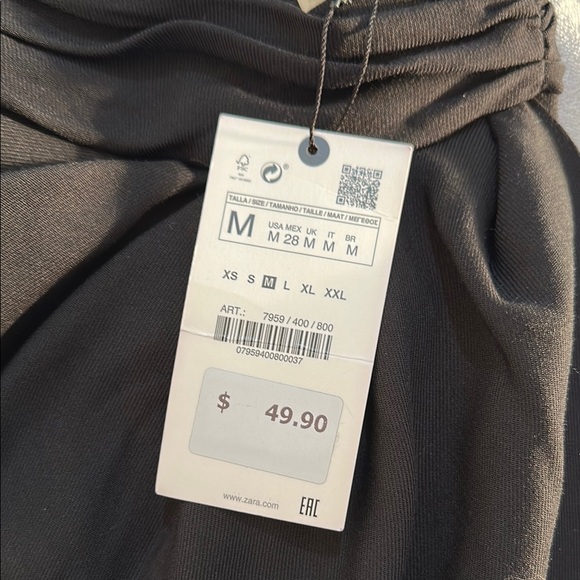 FSC
®
TALLA / SIZE / TAMANHO / TAILLE / MAAT / ΜΕΓΕΘΟΣ
M
USA MEX UK IT BR
M 28 M M M
XS S M L XL XXL
ART.: 7959 / 400 / 800
07959400800037
$ 49.90
www.zara.com
EAC